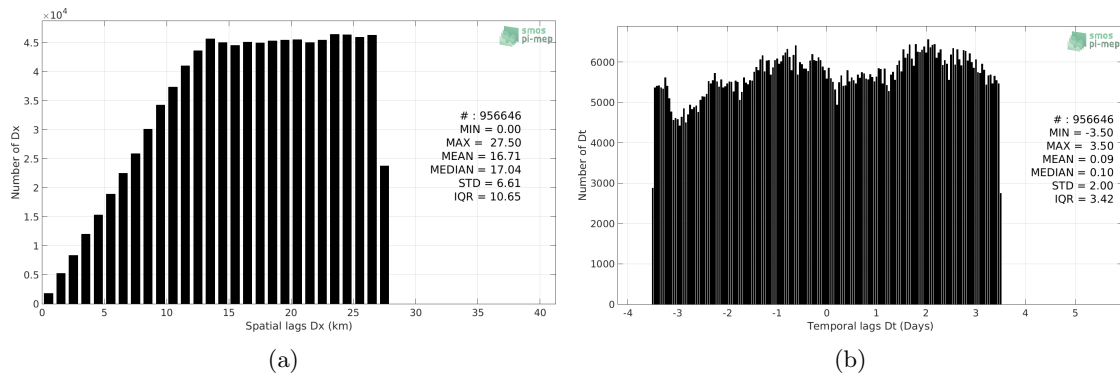 ×10⁴
4.5
4
3.5
3
2.5
2
1.5
1
0.5
0
Number of Dx
0 5 10 15 20 25 30 35 40
Spatial lags Dx (km)
smos
pi-mep
# : 956646
MIN = 0.00
MAX = 27.50
MEAN = 16.71
MEDIAN = 17.04
STD = 6.61
IQR = 10.65
(a)
6000
5000
4000
3000
2000
1000
0
Number of Dt
-4 -3 -2 -1 0 1 2 3 4 5
Temporal lags Dt (Days)
smos
pi-mep
# : 956646
MIN = -3.50
MAX = 3.50
MEAN = 0.09
MEDIAN = 0.10
STD = 2.00
IQR = 3.42
(b)